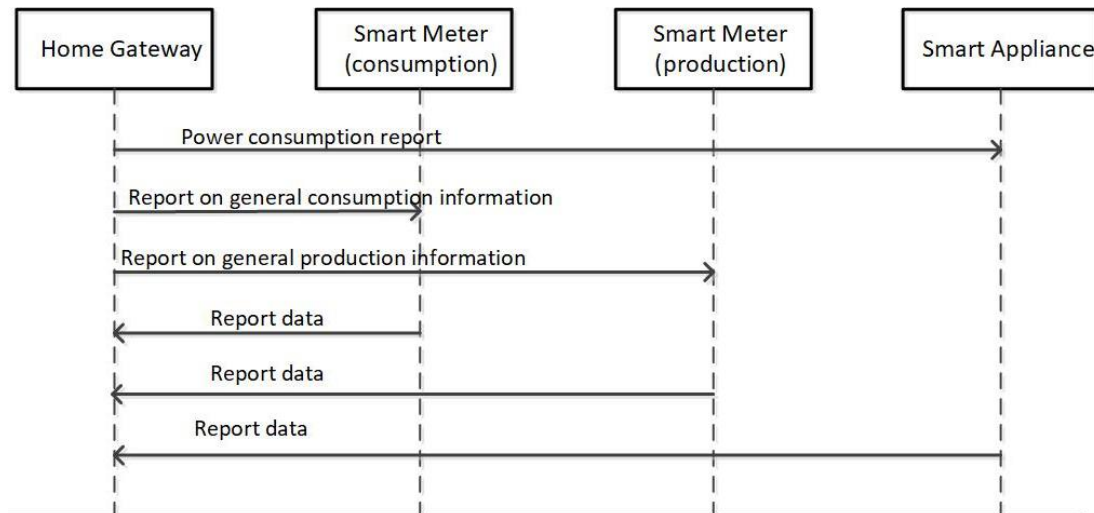 Home Gateway
Smart Meter
(consumption)
Smart Meter
(production)
Smart Appliance
Power consumption report
Report on general consumption information
Report on general production information
Report data
Report data
Report data